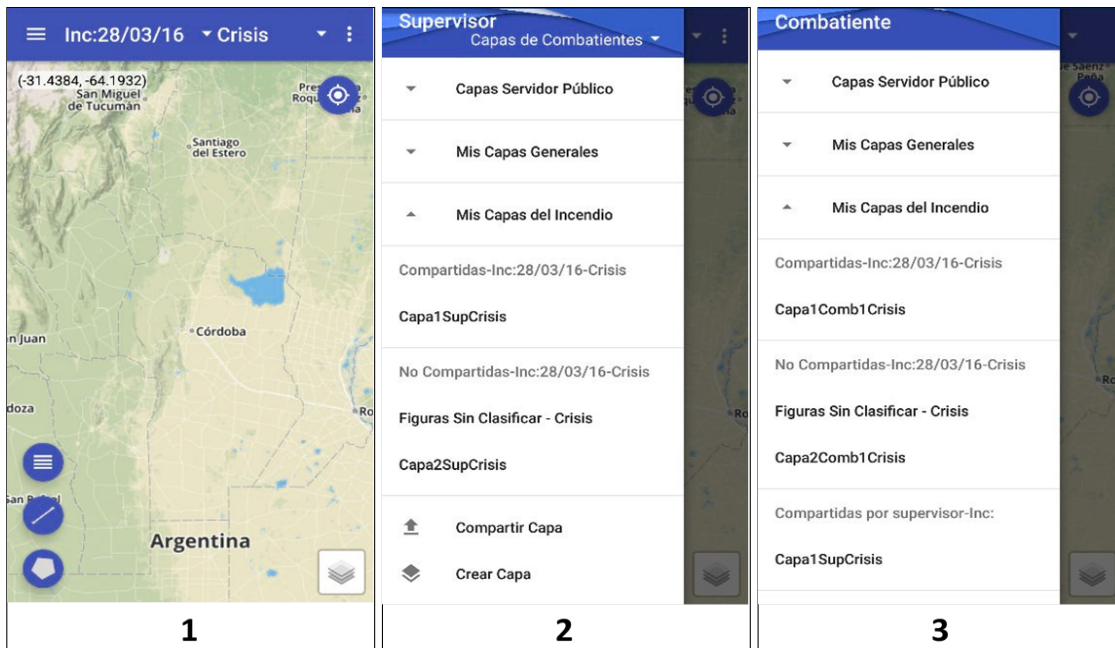 Inc:28/03/16 Crisis
(-31.4384, -64.1932)
San Miguel
de Tucumán
Santiago
del Estero
Córdoba
n Juan
doza
Argentina
1
Supervisor
Capas de Combatientes
Capas Servidor Público
Mis Capas Generales
Mis Capas del Incendio
Compartidas-Inc:28/03/16-Crisis
Capa1SupCrisis
No Compartidas-Inc:28/03/16-Crisis
Figuras Sin Clasificar - Crisis
Capa2SupCrisis
Compartir Capa
Crear Capa
2
Combatiente
Capas Servidor Público
Mis Capas Generales
Mis Capas del Incendio
Compartidas-Inc:28/03/16-Crisis
Capa1Comb1Crisis
No Compartidas-Inc:28/03/16-Crisis
Figuras Sin Clasificar - Crisis
Capa2Comb1Crisis
Compartidas por supervisor-Inc:
Capa1SupCrisis
3